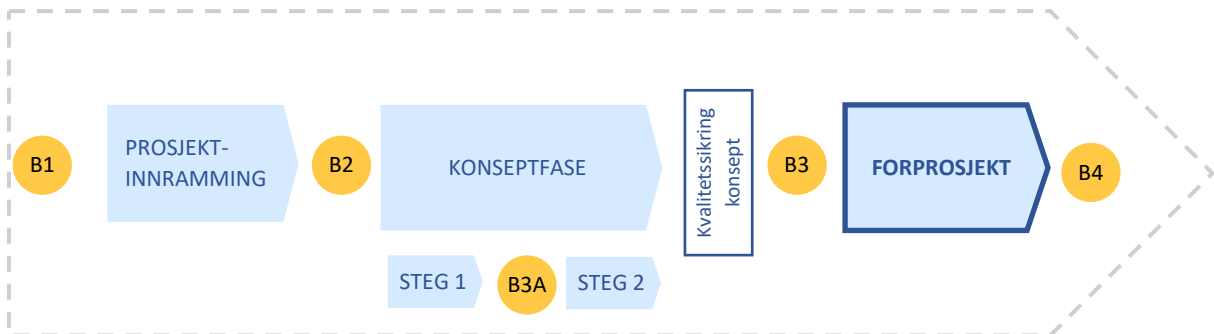 B1
PROSJEKT-
INNRAMMING
B2
KONSEPTFASE
STEG 1
B3A
STEG 2
Kvalitetssikring
konsept
B3
FORPROSJEKT
B4